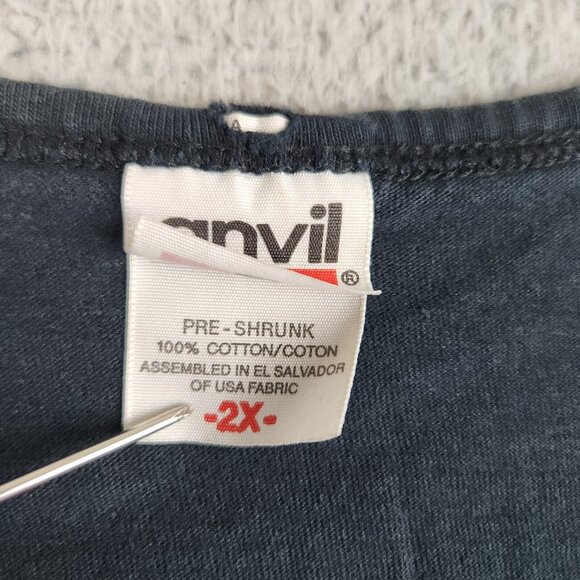 A
anvil
®
PRE-SHRUNK
100% COTTON/COTON
ASSEMBLED IN EL SALVADOR
OF USA FABRIC
-2X-